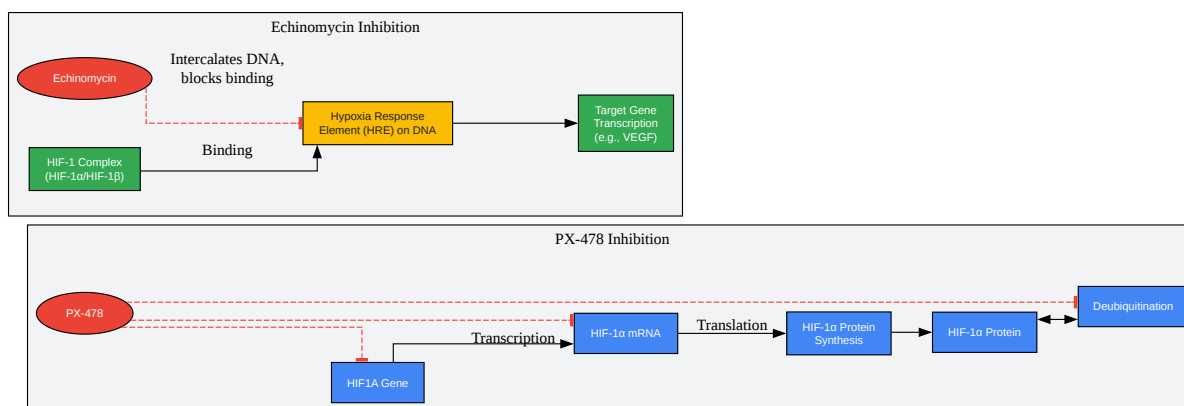 Echinomycin Inhibition
Echinomycin
Intercalates DNA,
blocks binding
Hypoxia Response
Element (HRE) on DNA
Target Gene
Transcription
(e.g., VEGF)
HIF-1 Complex
(HIF-1α/HIF-1β)
Binding
PX-478 Inhibition
PX-478
Deubiquitination
Transcription
HIF-1α mRNA
Translation
HIF-1α Protein
Synthesis
HIF-1α Protein
HIF1A Gene